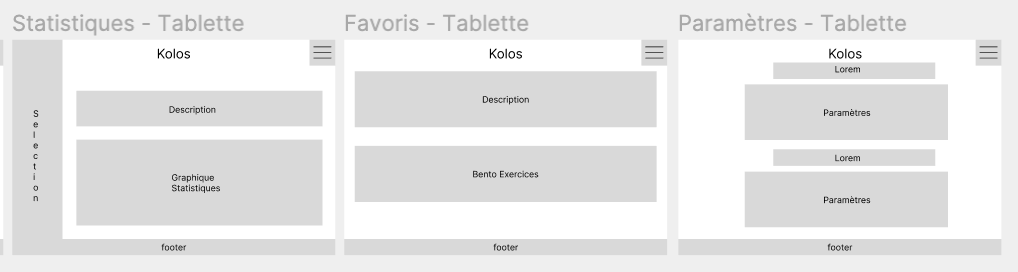 Statistiques - Tablette
Kolos
S
e
l
e
c
t
i
o
n
Description
Graphique
Statistiques
footer
Favoris - Tablette
Kolos
Description
Bento Exercices
footer
Paramètres - Tablette
Kolos
Lorem
Paramètres
Lorem
Paramètres
footer